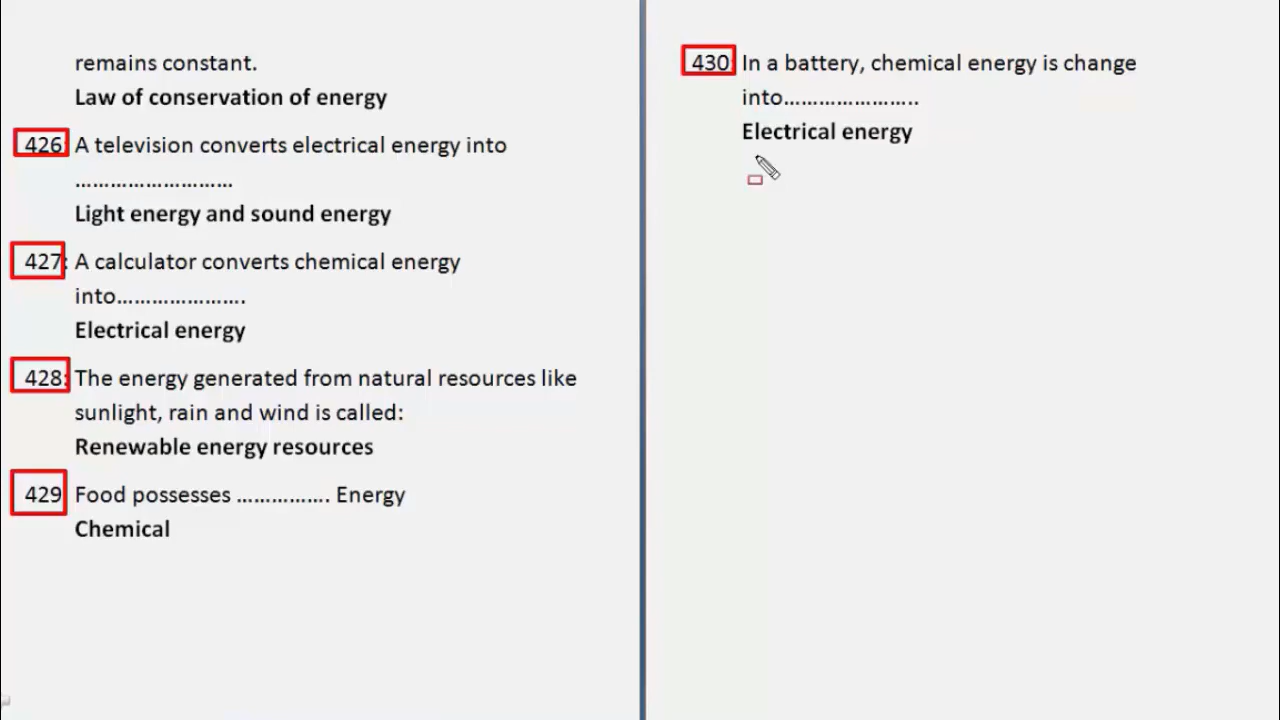 remains constant.
Law of conservation of energy
426: A television converts electrical energy into
...........................
Light energy and sound energy
427: A calculator converts chemical energy
into......................
Electrical energy
428: The energy generated from natural resources like
sunlight, rain and wind is called:
Renewable energy resources
429 Food possesses ................ Energy
Chemical
430: In a battery, chemical energy is change
into.......................
Electrical energy